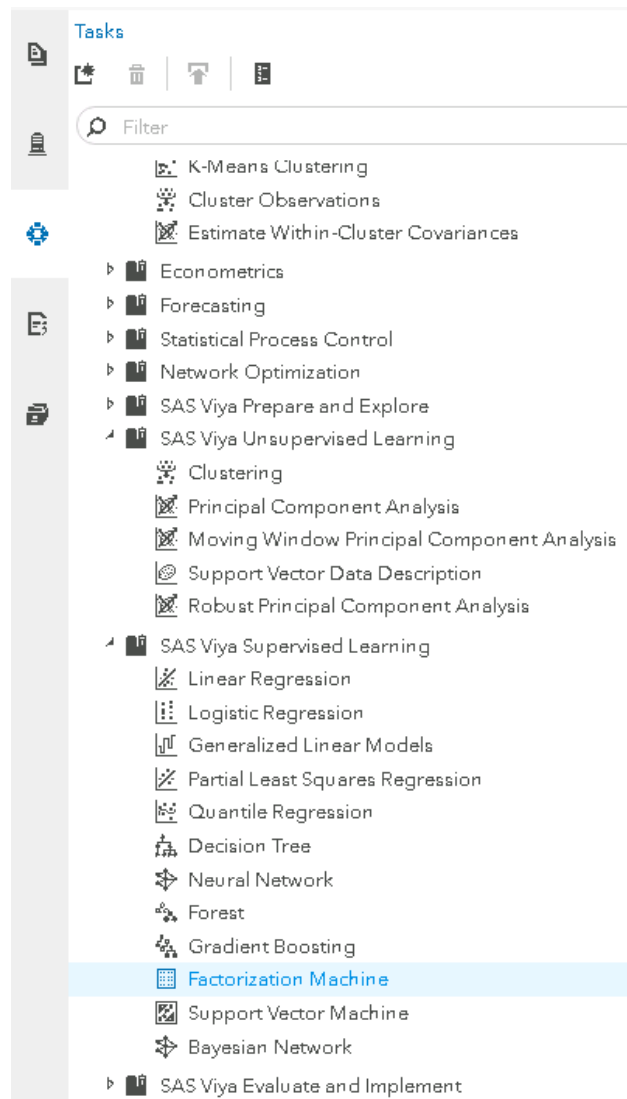 Tasks
Filter
K-Means Clustering
Cluster Observations
Estimate Within-Cluster Covariances
Econometrics
Forecasting
Statistical Process Control
Network Optimization
SAS Viya Prepare and Explore
SAS Viya Unsupervised Learning
Clustering
Principal Component Analysis
Moving Window Principal Component Analysis
Support Vector Data Description
Robust Principal Component Analysis
SAS Viya Supervised Learning
Linear Regression
Logistic Regression
Generalized Linear Models
Partial Least Squares Regression
Quantile Regression
Decision Tree
Neural Network
Forest
Gradient Boosting
Factorization Machine
Support Vector Machine
Bayesian Network
SAS Viya Evaluate and Implement